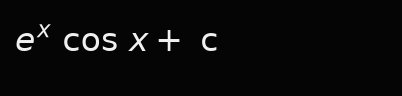 e^x cos x + c